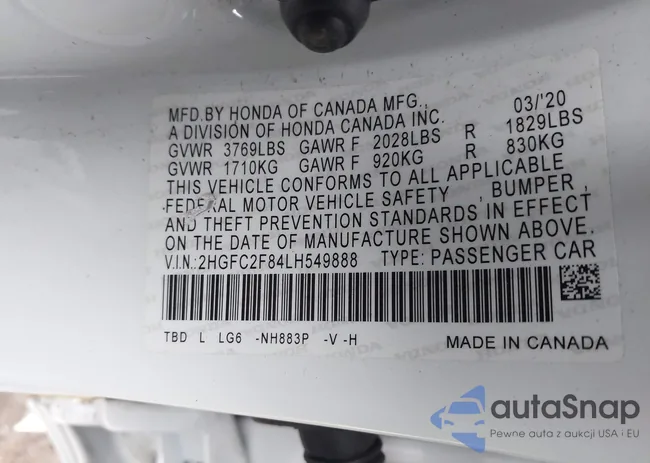 MFD.BY HONDA OF CANADA MFG., 03/'20
A DIVISION OF HONDA CANADA INC.
GVWR 3769LBS GAWR F 2028LBS R 1829LBS
GVWR 1710KG GAWR F 920KG R 830KG
THIS VEHICLE CONFORMS TO ALL APPLICABLE
FEDERAL MOTOR VEHICLE SAFETY , BUMPER ,
AND THEFT PREVENTION STANDARDS IN EFFECT
ON THE DATE OF MANUFACTURE SHOWN ABOVE.
V.I.N.:2HGFC2F84LH549888 TYPE: PASSENGER CAR
TBD L LG6 -NH883P -V -H MADE IN CANADA
autaSnap
Pewne auta z aukcji USA i EU